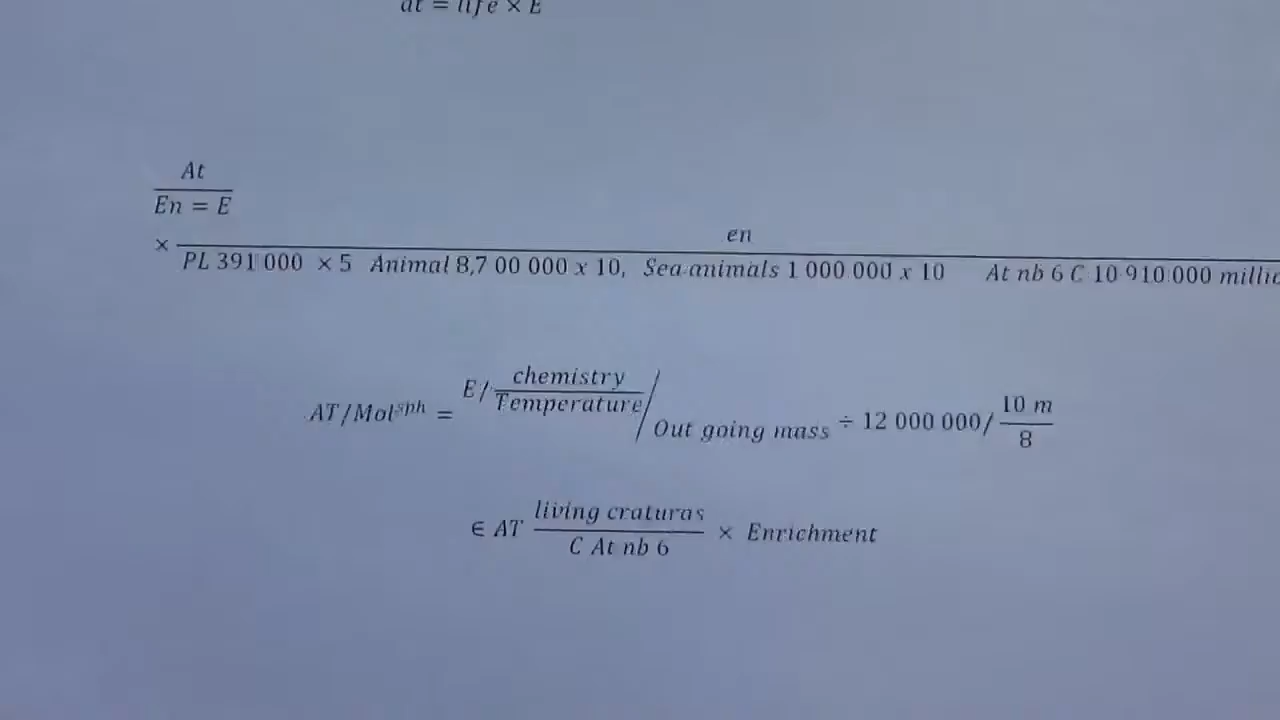 at = life × E
At
En = E
en
× PL 391 000 × 5 Animal 8,7 00 000 x 10, Sea animals 1 000 000 x 10 At nb 6 C 10 910 000
AT/Mol^sph = E/ chemistry/Temperature / Out going mass ÷ 12 000 000/ 10 m/8
∈ AT living craturas/C At nb 6 × Enrichment